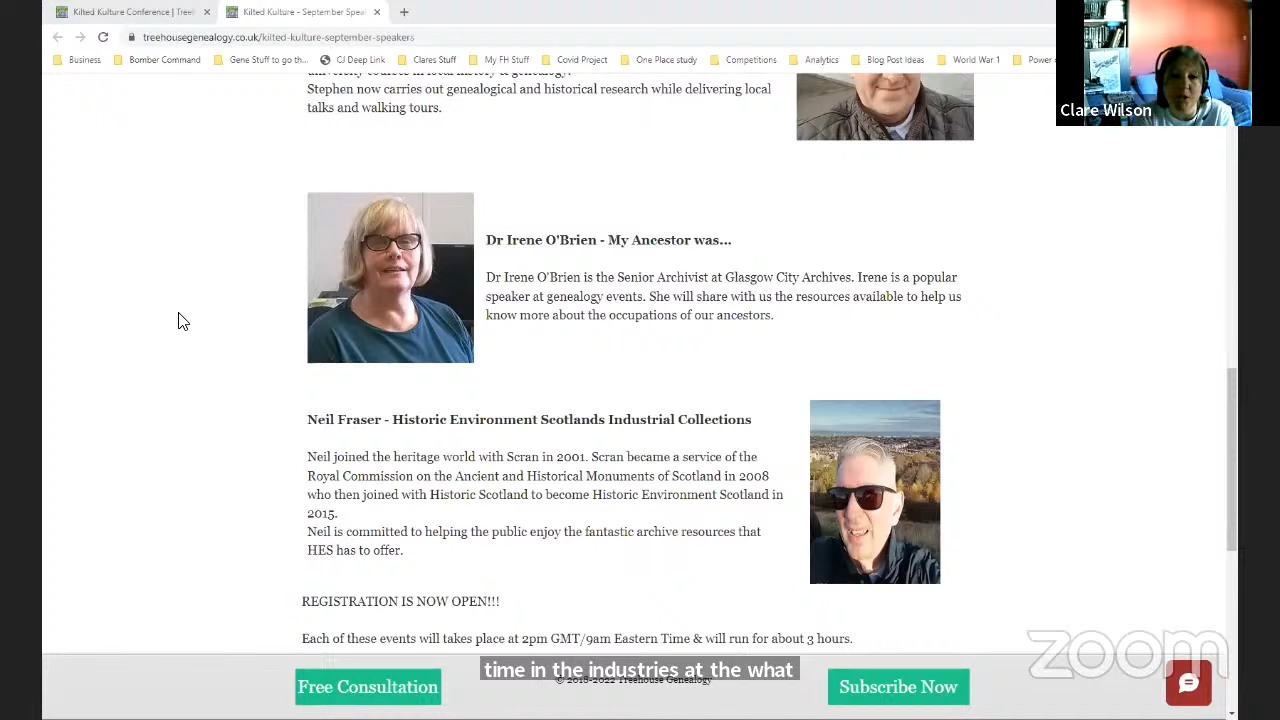 Kilted Kulture Conference | Treeh
Kilted Kulture - September Speal
treehousegenealogy.co.uk/kilted-kulture-september-speakers
Business Bomber Command Gene Stuff to go th... CJ Deep Link Clares Stuff My FH Stuff Covid Project One Place study Competitions Analytics Blog Post Ideas World War 1 Power
Clare Wilson
university courses in local history & genealogy.
Stephen now carries out genealogical and historical research while delivering local
talks and walking tours.
Dr Irene O'Brien - My Ancestor was...
Dr Irene O'Brien is the Senior Archivist at Glasgow City Archives. Irene is a popular
speaker at genealogy events. She will share with us the resources available to help us
know more about the occupations of our ancestors.
Neil Fraser - Historic Environment Scotlands Industrial Collections
Neil joined the heritage world with Scran in 2001. Scran became a service of the
Royal Commission on the Ancient and Historical Monuments of Scotland in 2008
who then joined with Historic Scotland to become Historic Environment Scotland in
2015.
Neil is committed to helping the public enjoy the fantastic archive resources that
HES has to offer.
REGISTRATION IS NOW OPEN!!!
Each of these events will takes place at 2pm GMT/9am Eastern Time & will run for about 3 hours.
zoom
time in the industries at the what
© 2018-2022 Treehouse Genealogy
Free Consultation
Subscribe Now